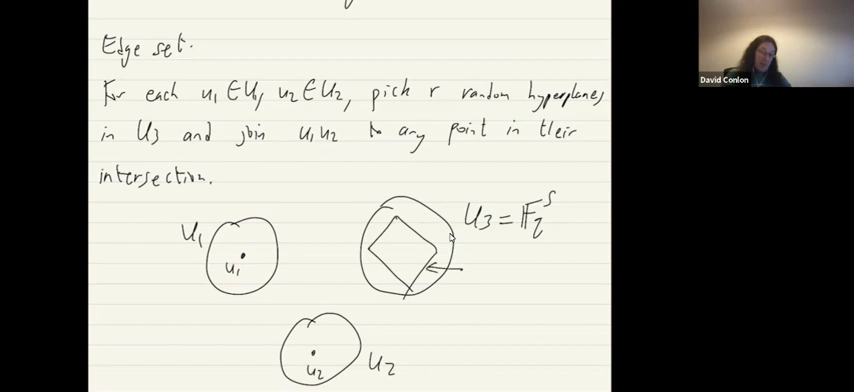 Edge set.
For each u₁ ∈ U₁, u₂ ∈ U₂, pick r random hyperplanes
in U₃ and join u₁u₂ to any point in their
intersection.
U₁
u₁
U₃ = 𝔽₂ˢ
u₂
U₂
David Conlon